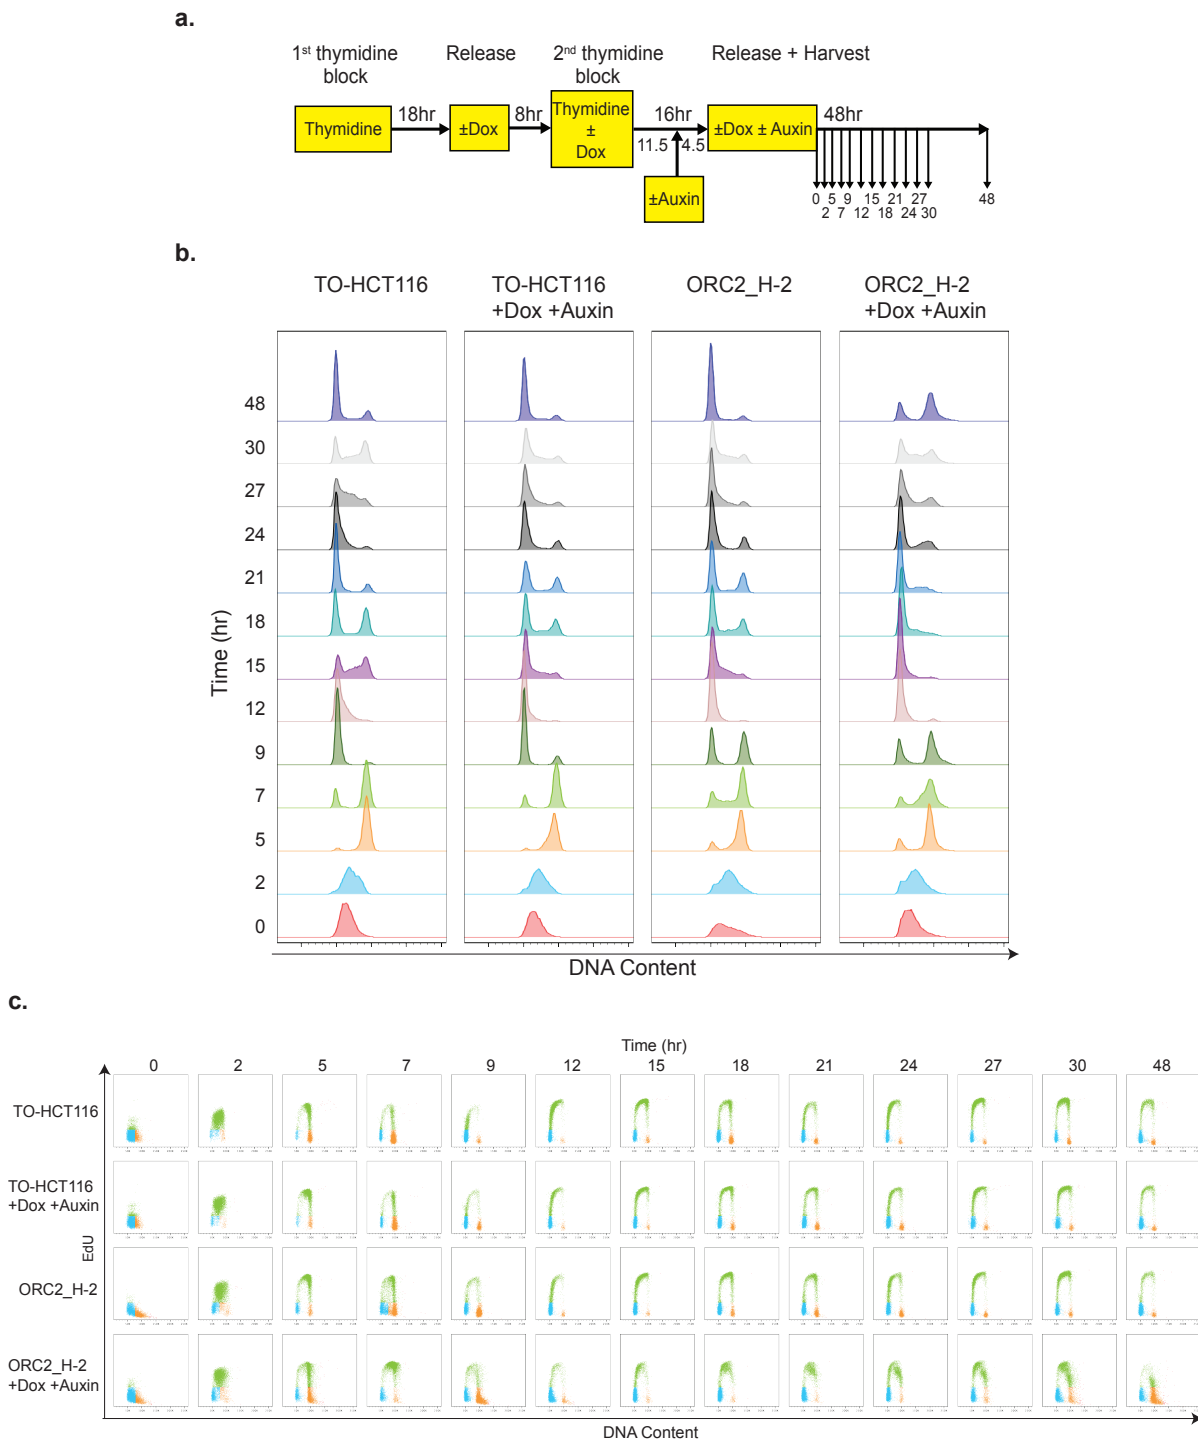 a.
1st thymidine
block
Release
2nd thymidine
block
Release + Harvest
Thymidine
18hr
±Dox
8hr
Thymidine
±
Dox
16hr
11.5
4.5
±Auxin
±Dox ± Auxin
48hr
0 5 9 15 21 27 48
2 7 12 18 24 30
b.
TO-HCT116
TO-HCT116
+Dox +Auxin
ORC2_H-2
ORC2_H-2
+Dox +Auxin
Time (hr)
48
30
27
24
21
18
15
12
9
7
5
2
0
DNA Content
c.
Time (hr)
0 2 5 7 9 12 15 18 21 24 27 30 48
TO-HCT116
TO-HCT116
+Dox +Auxin
EdU
ORC2_H-2
ORC2_H-2
+Dox +Auxin
DNA Content